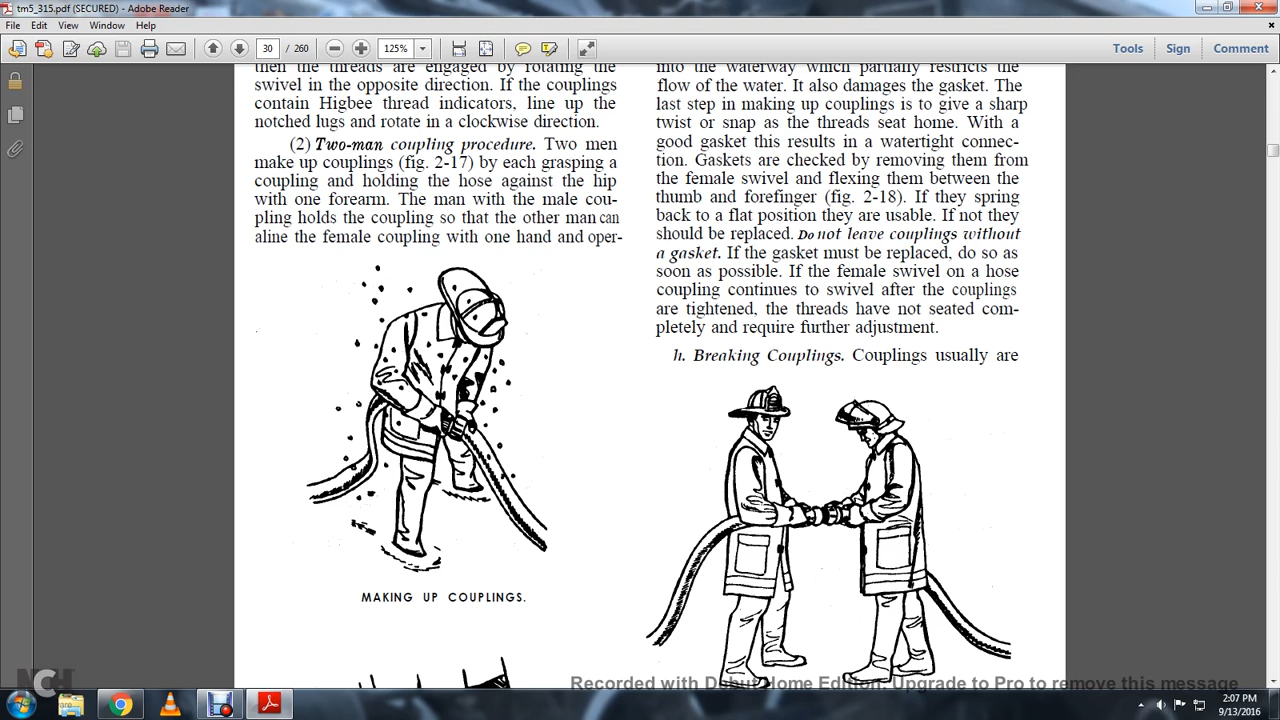 tm5_315.pdf (SECURED) - Adobe Reader
File Edit View Window Help
30 / 260 125% Tools Sign Comment
then the threads are engaged by rotating the
swivel in the opposite direction. If the couplings
contain Higbee thread indicators, line up the
notched lugs and rotate in a clockwise direction.
(2) Two-man coupling procedure. Two men
make up couplings (fig. 2-17) by each grasping a
coupling and holding the hose against the hip
with one forearm. The man with the male cou-
pling holds the coupling so that the other man can
aline the female coupling with one hand and oper-
MAKING UP COUPLINGS.
into the waterway which partially restricts the
flow of the water. It also damages the gasket. The
last step in making up couplings is to give a sharp
twist or snap as the threads seat home. With a
good gasket this results in a watertight connec-
tion. Gaskets are checked by removing them from
the female swivel and flexing them between the
thumb and forefinger (fig. 2-18). If they spring
back to a flat position they are usable. If not they
should be replaced. Do not leave couplings without
a gasket. If the gasket must be replaced, do so as
soon as possible. If the female swivel on a hose
coupling continues to swivel after the couplings
are tightened, the threads have not seated com-
pletely and require further adjustment.
h. Breaking Couplings. Couplings usually are
Recorded with Debut Home Edition. Upgrade to Pro to remove this message
NCH
2:07 PM
9/13/2016